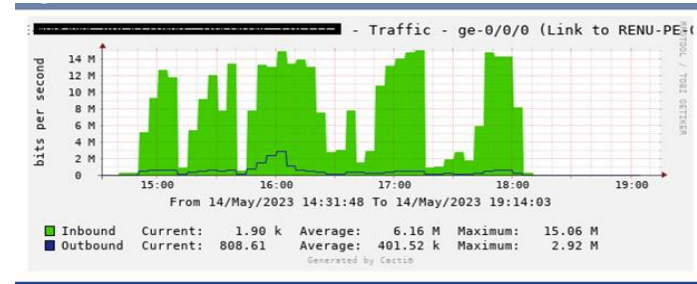 - Traffic - ge-0/0/0 (Link to RENU-PE-
bits per second
14 M
12 M
10 M
8 M
6 M
4 M
2 M
0
15:00 16:00 17:00 18:00 19:00
From 14/May/2023 14:31:48 To 14/May/2023 19:14:03
Inbound Current: 1.90 k Average: 6.16 M Maximum: 15.06 M
Outbound Current: 808.61 Average: 401.52 k Maximum: 2.92 M
Generated by Cacti®
/ TOBI OETIKER